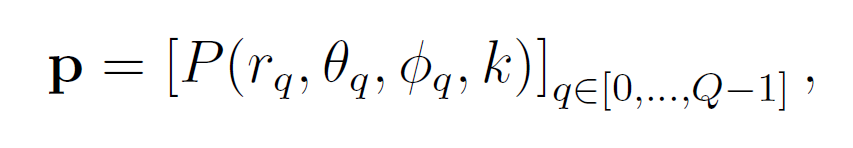 𝐩 = [P(r_q, θ_q, ϕ_q, k)]_{q∈[0,...,Q−1]} ,